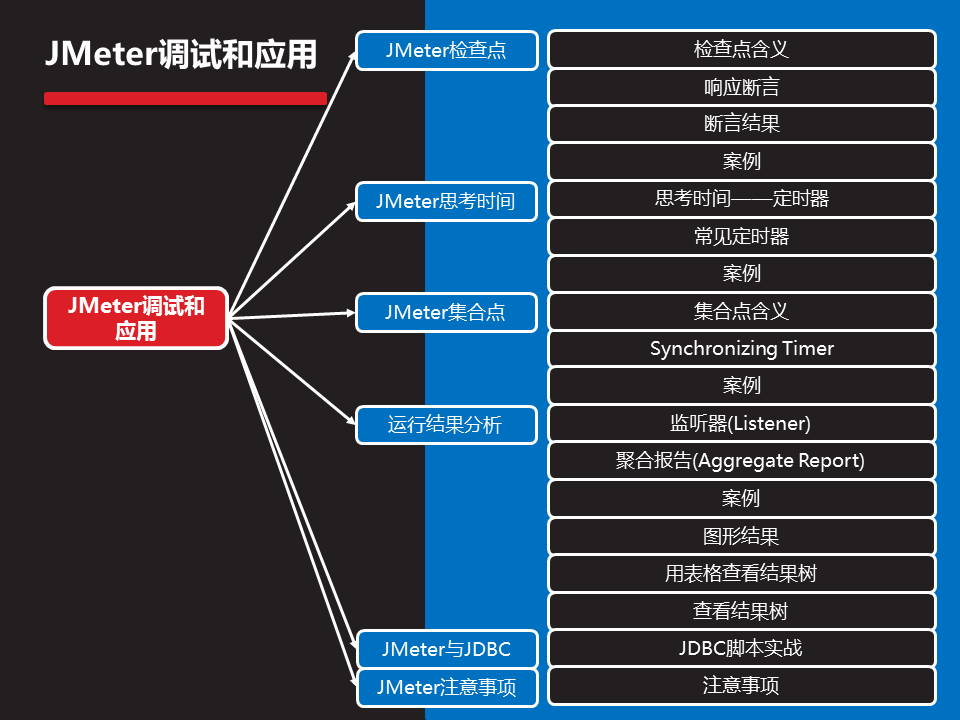 JMeter调试和应用
JMeter调试和
应用
JMeter检查点
检查点含义
响应断言
断言结果
案例
JMeter思考时间
思考时间——定时器
常见定时器
案例
JMeter集合点
集合点含义
Synchronizing Timer
案例
运行结果分析
监听器(Listener)
聚合报告(Aggregate Report)
案例
图形结果
用表格查看结果树
查看结果树
JMeter与JDBC
JDBC脚本实战
JMeter注意事项
注意事项